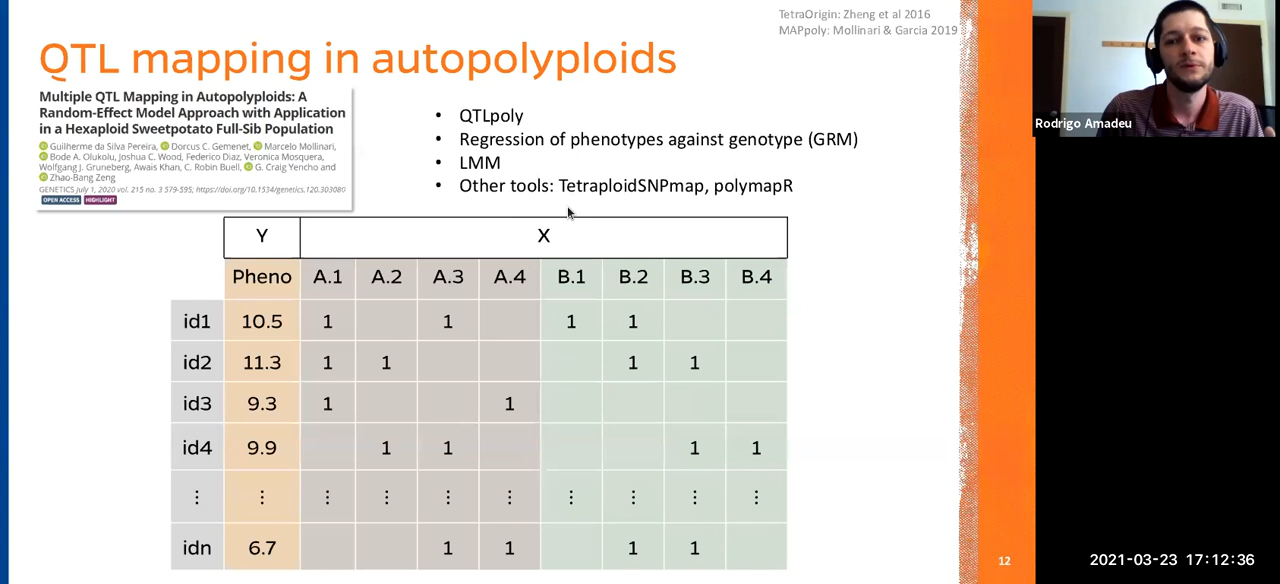 TetraOrigin: Zheng et al 2016
MAPpoly: Mollinari & Garcia 2019
QTL mapping in autopolyploids
Multiple QTL Mapping in Autopolyploids: A
Random-Effect Model Approach with Application
in a Hexaploid Sweetpotato Full-Sib Population
Guilherme da Silva Pereira, Dorcus C. Gemenet, Marcelo Mollinari,
Bode A. Olukolu, Joshua C. Wood, Federico Diaz, Veronica Mosquera,
Wolfgang J. Gruneberg, Awais Khan, C. Robin Buell, G. Craig Yencho and
Zhao-Bang Zeng
GENETICS July 1, 2020 vol. 215 no. 3 579-595; https://doi.org/10.1534/genetics.120.303080
OPEN ACCESS HIGHLIGHT
• QTLpoly
• Regression of phenotypes against genotype (GRM)
• LMM
• Other tools: TetraploidSNPmap, polymapR
Y X
Pheno A.1 A.2 A.3 A.4 B.1 B.2 B.3 B.4
id1 10.5 1 1 1 1
id2 11.3 1 1 1 1
id3 9.3 1 1
id4 9.9 1 1 1 1
⋮ ⋮ ⋮ ⋮ ⋮ ⋮ ⋮ ⋮ ⋮ ⋮
idn 6.7 1 1 1 1
12
Rodrigo Amadeu
2021-03-23 17:12:36